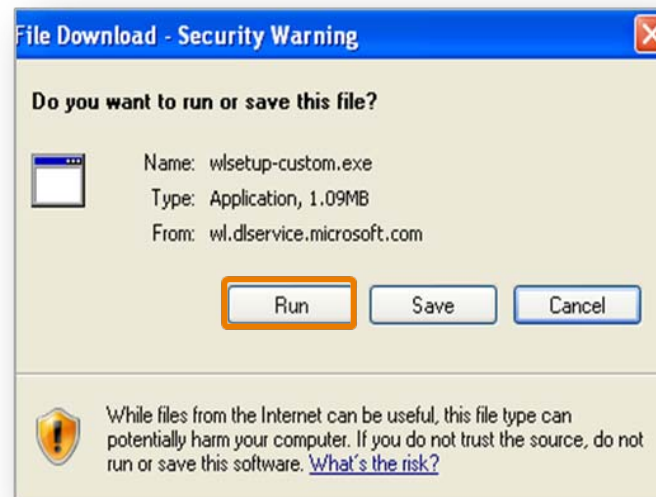 File Download - Security Warning
Do you want to run or save this file?
Name: wlsetup-custom.exe
Type: Application, 1.09MB
From: wl.dlservice.microsoft.com
Run Save Cancel
While files from the Internet can be useful, this file type can
potentially harm your computer. If you do not trust the source, do not
run or save this software. What's the risk?